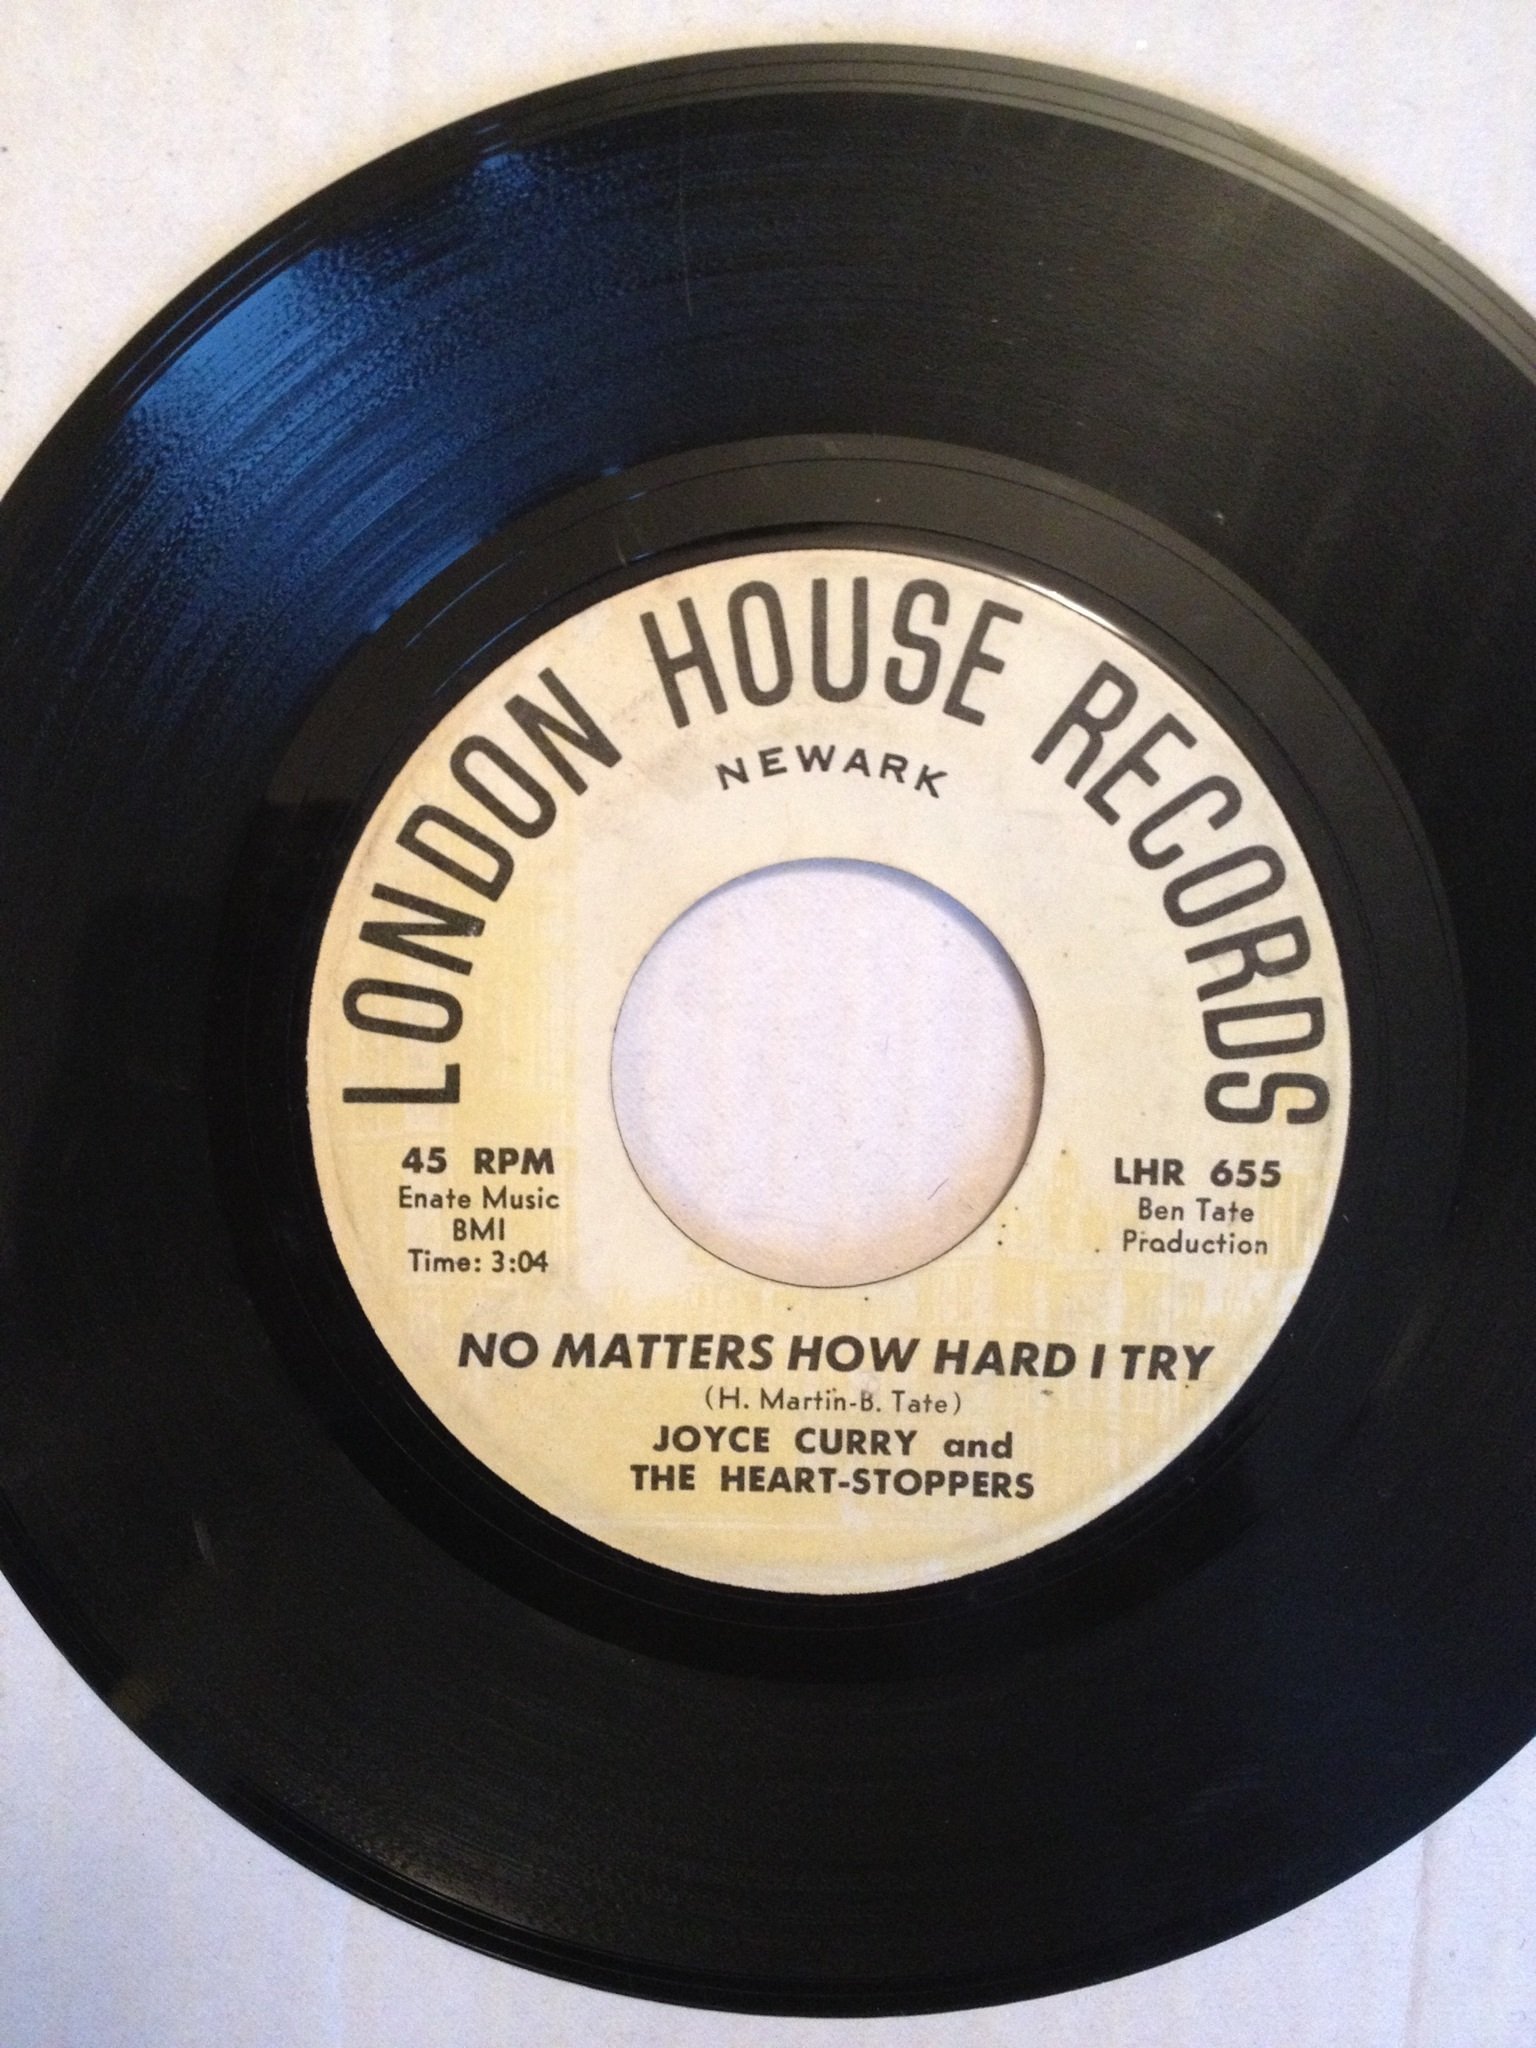 LONDON HOUSE RECORDS
NEWARK
45 RPM
Enate Music
BMI
Time: 3:04
LHR 655
Ben Tate
Production
NO MATTERS HOW HARD I TRY
(H. Martin-B. Tate)
JOYCE CURRY and
THE HEART-STOPPERS